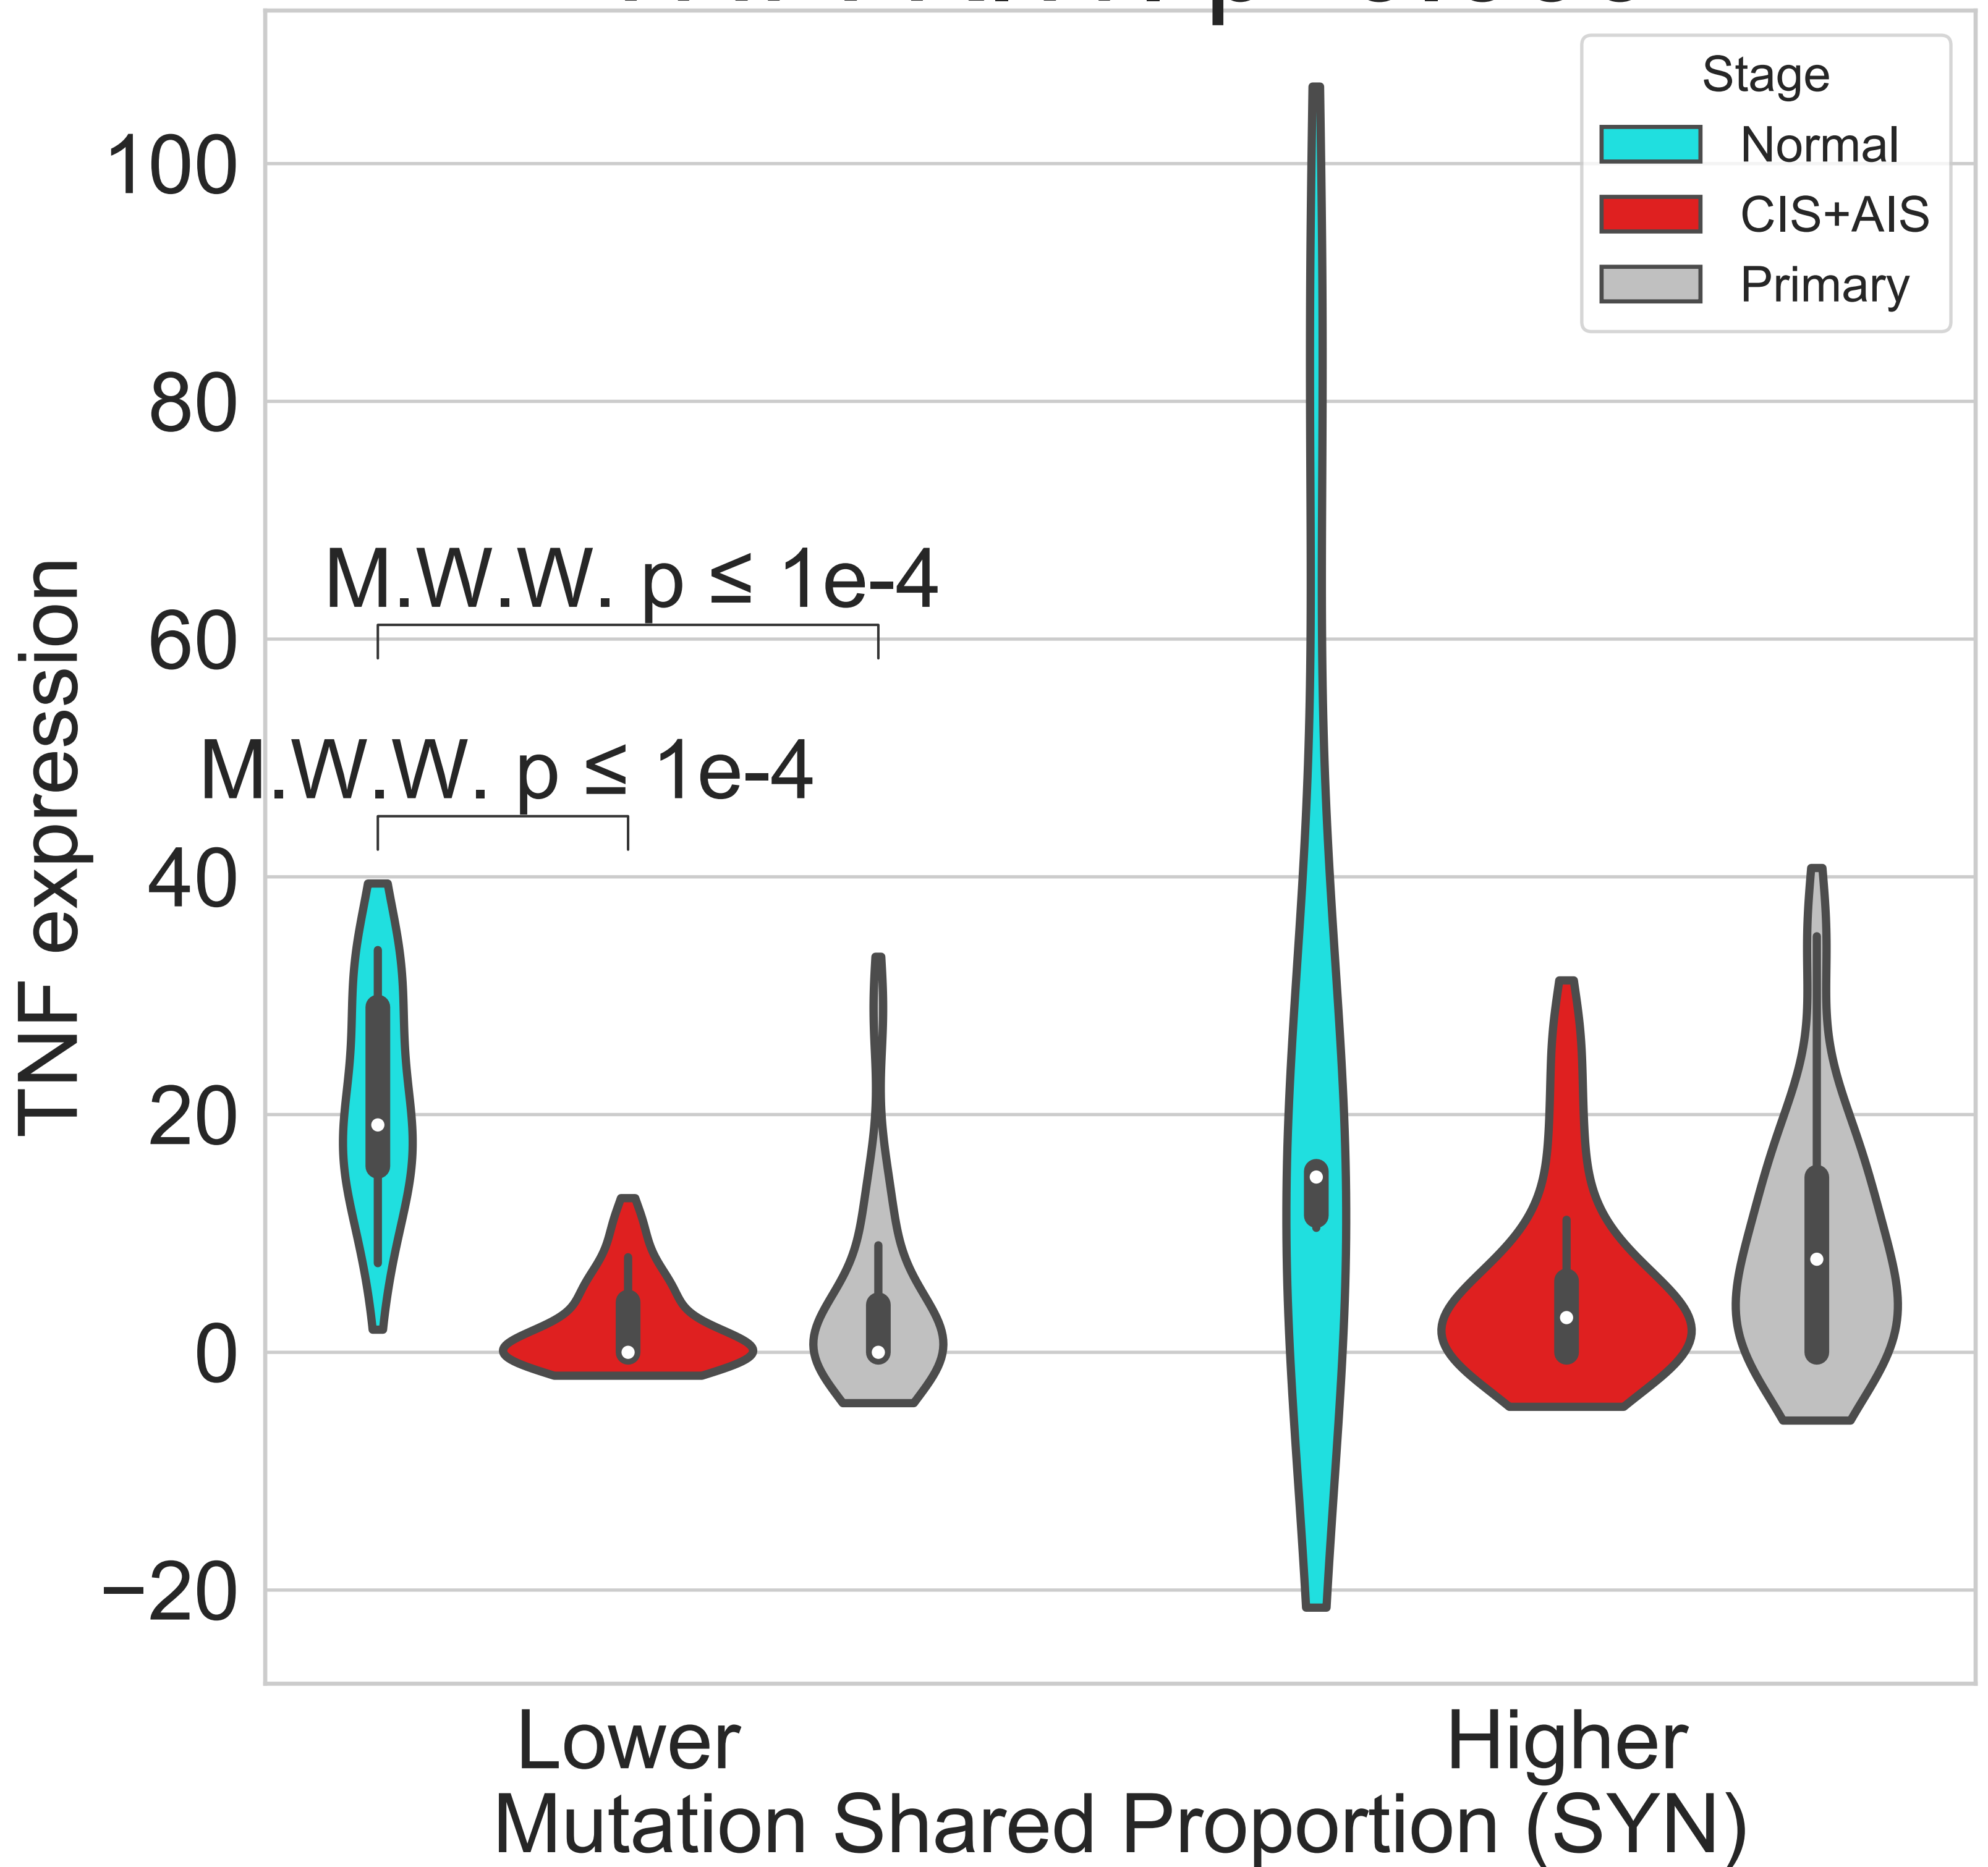 Stage
Normal
CIS+AIS
Primary
100
80
60
40
20
0
−20
TNF expression
M.W.W. p ≤ 1e-4
M.W.W. p ≤ 1e-4
Lower
Higher
Mutation Shared Proportion (SYN)